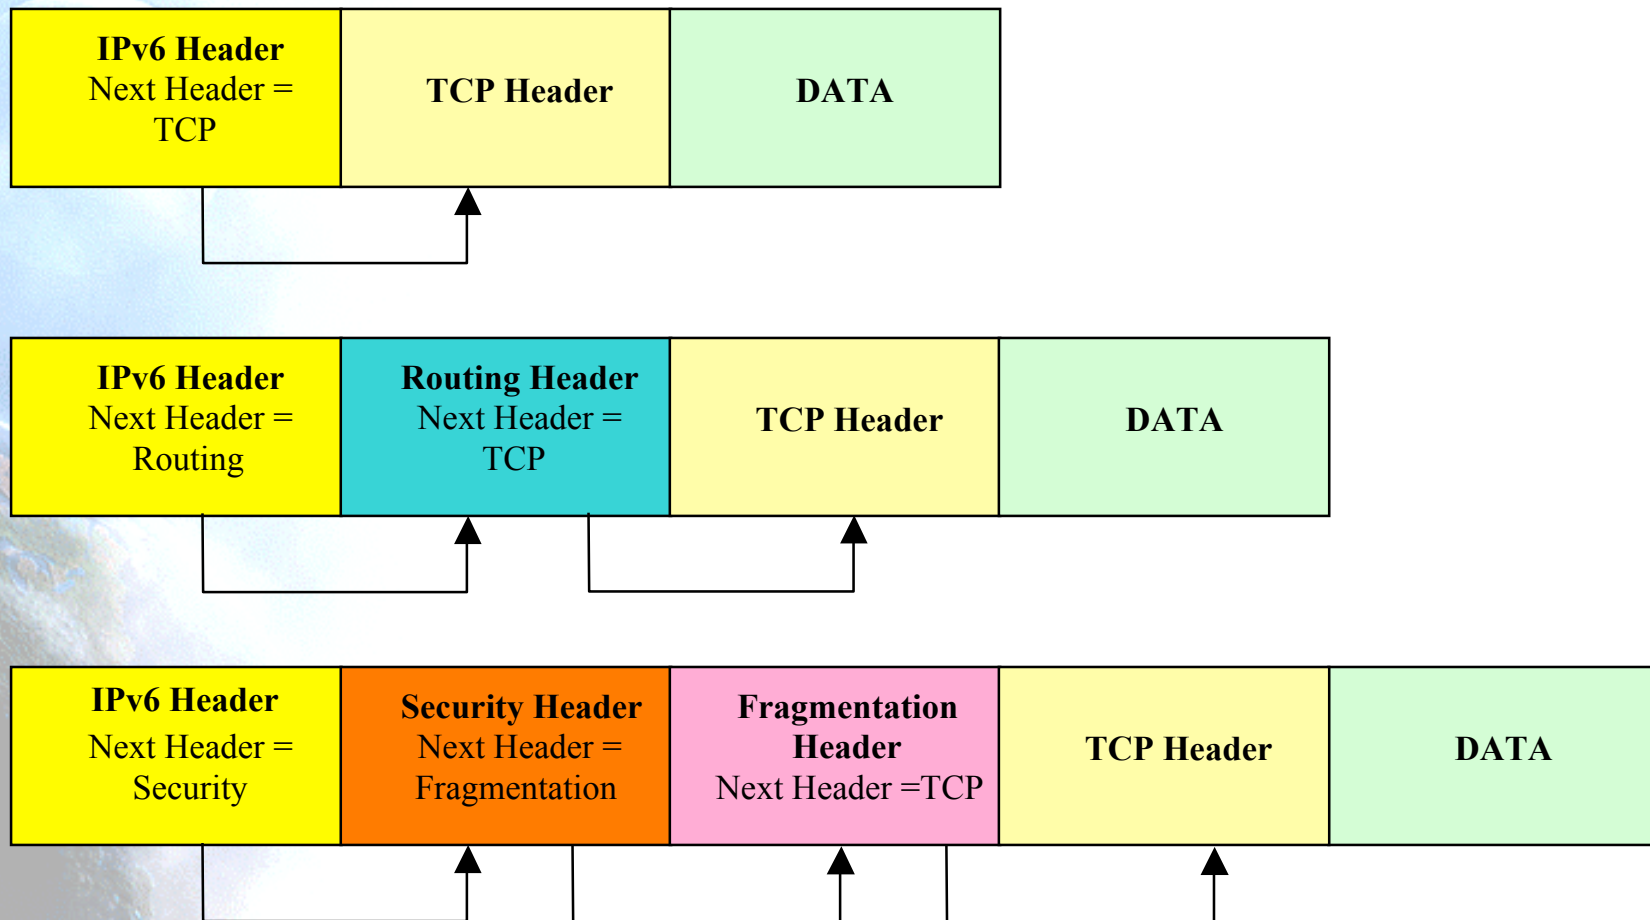 IPv6 Header
Next Header =
TCP
TCP Header
DATA
IPv6 Header
Next Header =
Routing
Routing Header
Next Header =
TCP
TCP Header
DATA
IPv6 Header
Next Header =
Security
Security Header
Next Header =
Fragmentation
Fragmentation
Header
Next Header =TCP
TCP Header
DATA